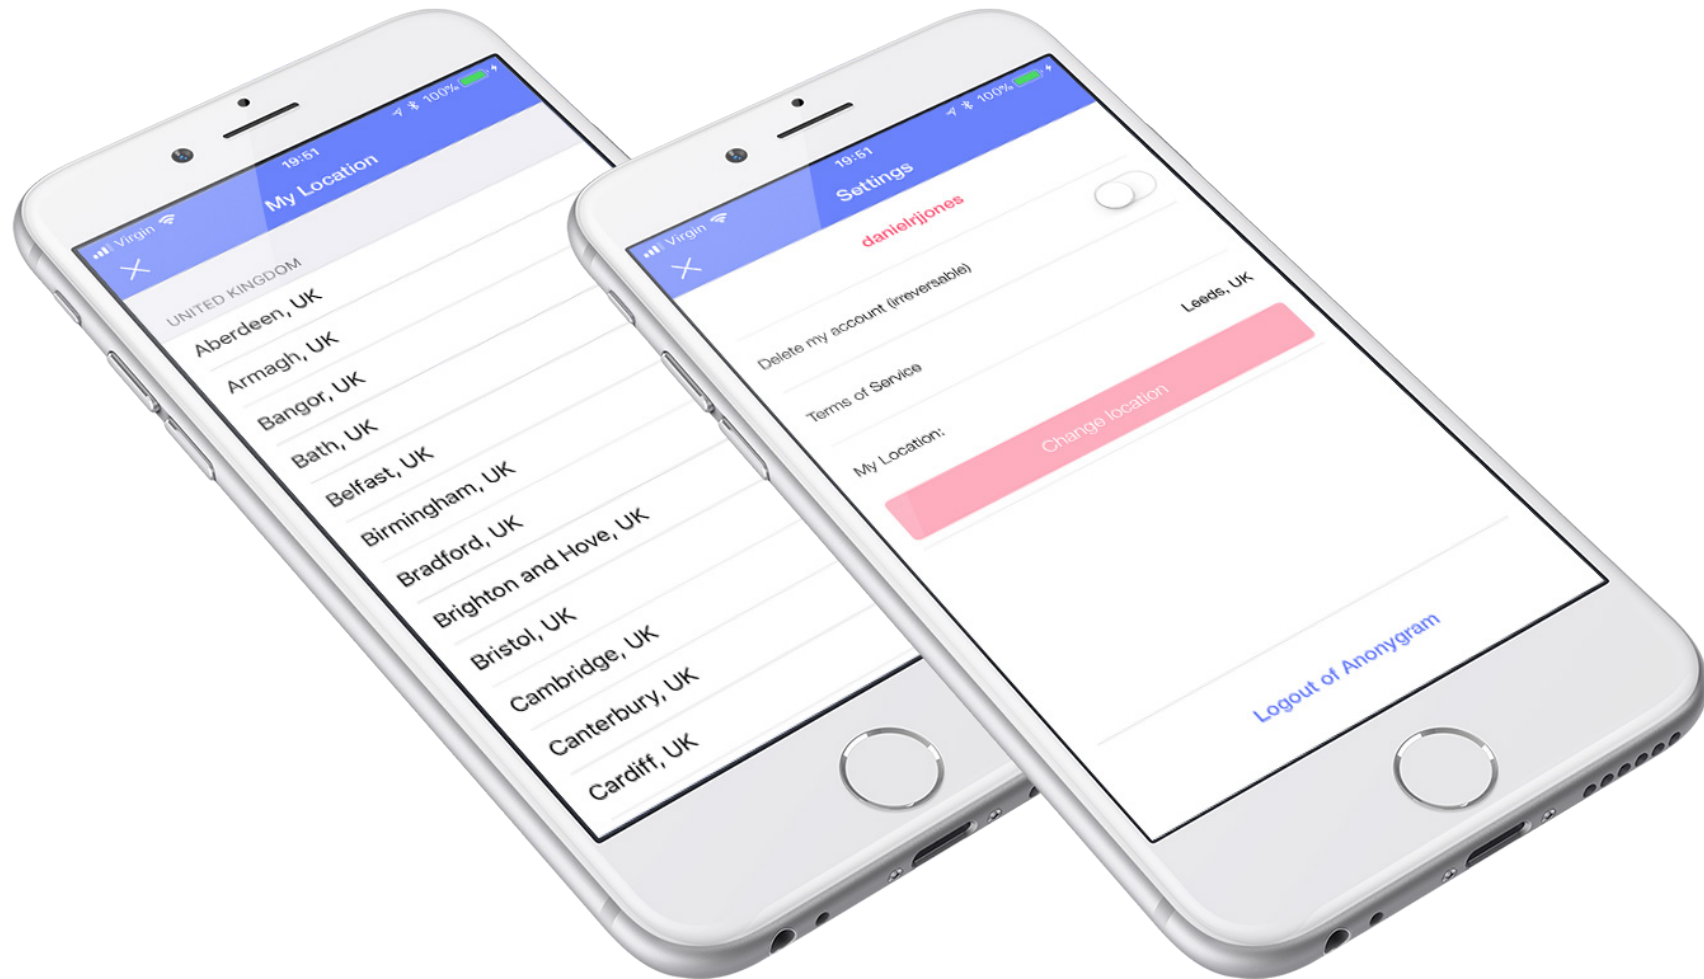 Virgin
19:51
100%
My Location
UNITED KINGDOM
Aberdeen, UK
Armagh, UK
Bangor, UK
Bath, UK
Belfast, UK
Birmingham, UK
Bradford, UK
Brighton and Hove, UK
Bristol, UK
Cambridge, UK
Canterbury, UK
Cardiff, UK
Virgin
19:51
100%
Settings
danielrjjones
Delete my account (irreversable)
Terms of Service
My Location:
Leeds, UK
Change location
Logout of Anonygram